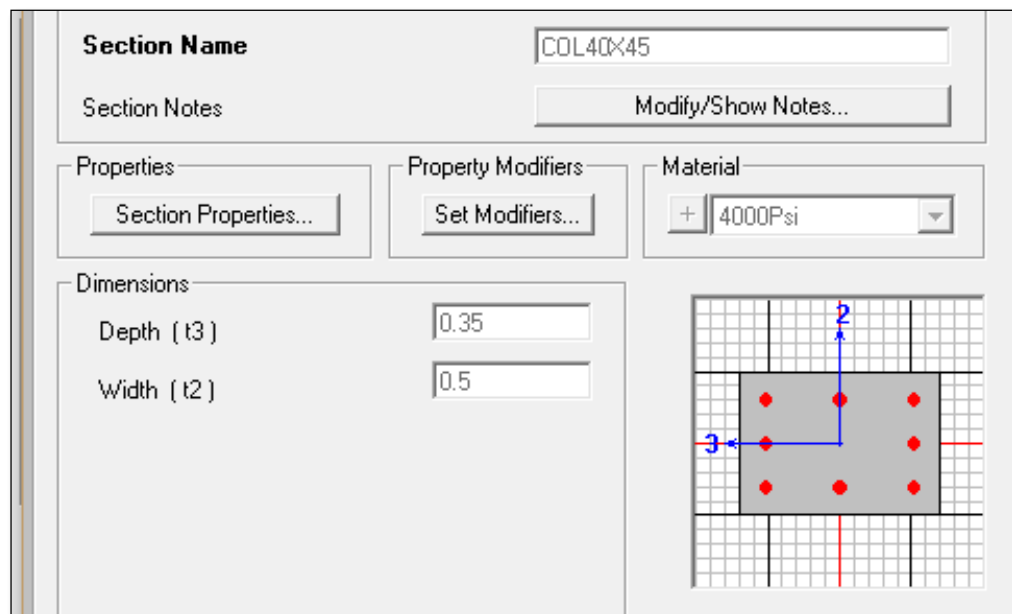 Section Name COL40X45
Section Notes Modify/Show Notes...
Properties Property Modifiers Material
Section Properties... Set Modifiers... + 4000Psi
Dimensions
Depth ( t3 ) 0.35
Width ( t2 ) 0.5
2
3